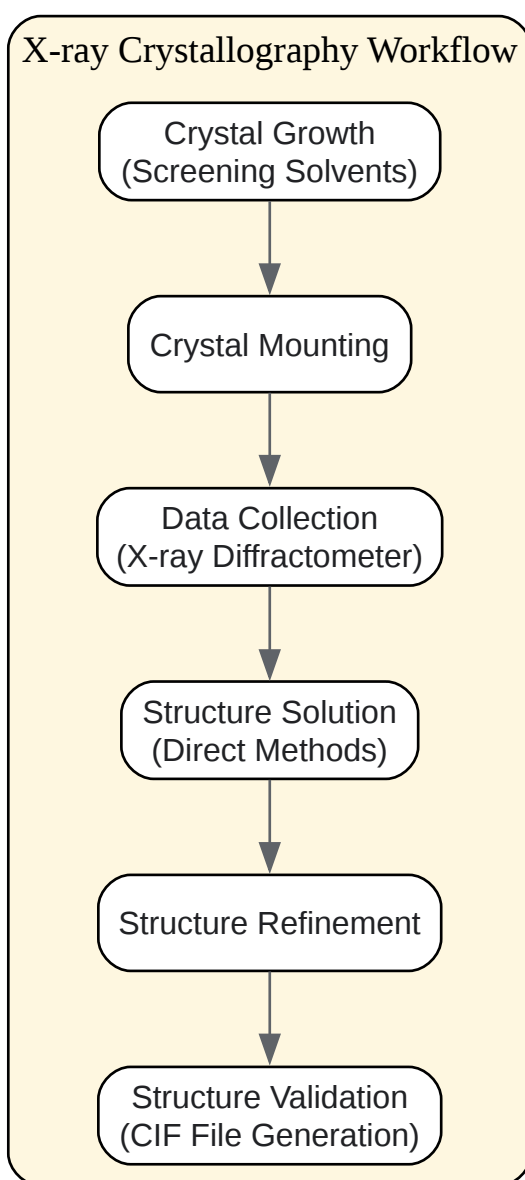 X-ray Crystallography Workflow
Crystal Growth
(Screening Solvents)
Crystal Mounting
Data Collection
(X-ray Diffractometer)
Structure Solution
(Direct Methods)
Structure Refinement
Structure Validation
(CIF File Generation)